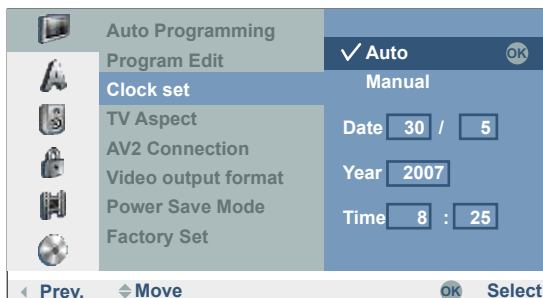 Auto Programming
Program Edit
Clock set
TV Aspect
AV2 Connection
Video output format
Power Save Mode
Factory Set
✓ Auto OK
Manual
Date 30 / 5
Year 2007
Time 8 : 25
Prev. Move OK Select